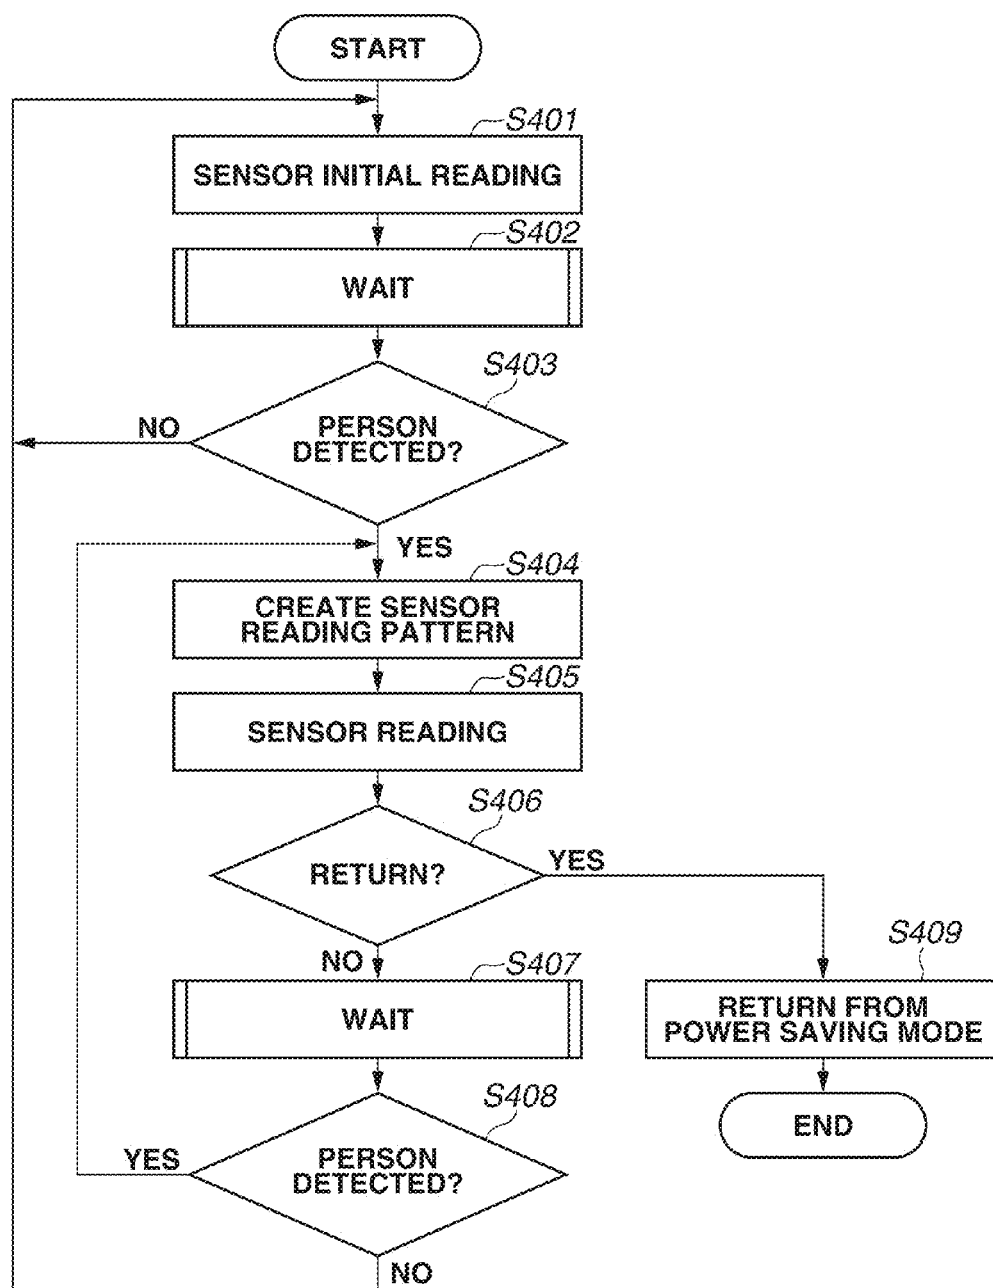 START
S401
SENSOR INITIAL READING
S402
WAIT
S403
PERSON
DETECTED?
NO
YES
S404
CREATE SENSOR
READING PATTERN
S405
SENSOR READING
S406
RETURN?
YES
NO
S407
WAIT
S409
RETURN FROM
POWER SAVING MODE
S408
PERSON
DETECTED?
YES
END
NO